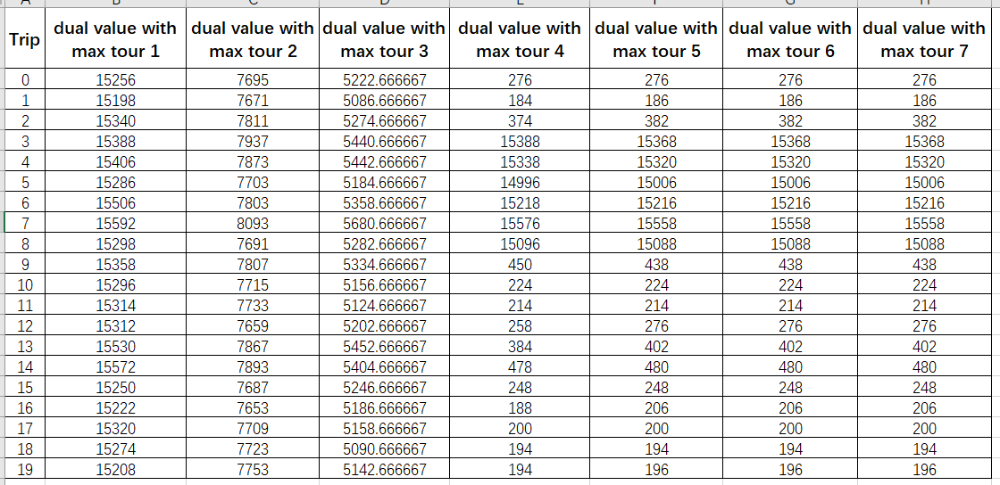 Trip dual value with max tour 1 dual value with max tour 2 dual value with max tour 3 dual value with max tour 4 dual value with max tour 5 dual value with max tour 6 dual value with max tour 7
0 15256 7695 5222.666667 276 276 276 276
1 15198 7671 5086.666667 184 186 186 186
2 15340 7811 5274.666667 374 382 382 382
3 15388 7937 5440.666667 15388 15368 15368 15368
4 15406 7873 5442.666667 15338 15320 15320 15320
5 15286 7703 5184.666667 14996 15006 15006 15006
6 15506 7803 5358.666667 15218 15216 15216 15216
7 15592 8093 5680.666667 15576 15558 15558 15558
8 15298 7691 5282.666667 15096 15088 15088 15088
9 15358 7807 5334.666667 450 438 438 438
10 15296 7715 5156.666667 224 224 224 224
11 15314 7733 5124.666667 214 214 214 214
12 15312 7659 5202.666667 258 276 276 276
13 15530 7867 5452.666667 384 402 402 402
14 15572 7893 5404.666667 478 480 480 480
15 15250 7687 5246.666667 248 248 248 248
16 15222 7653 5186.666667 188 206 206 206
17 15320 7709 5158.666667 200 200 200 200
18 15274 7723 5090.666667 194 194 194 194
19 15208 7753 5142.666667 194 196 196 196